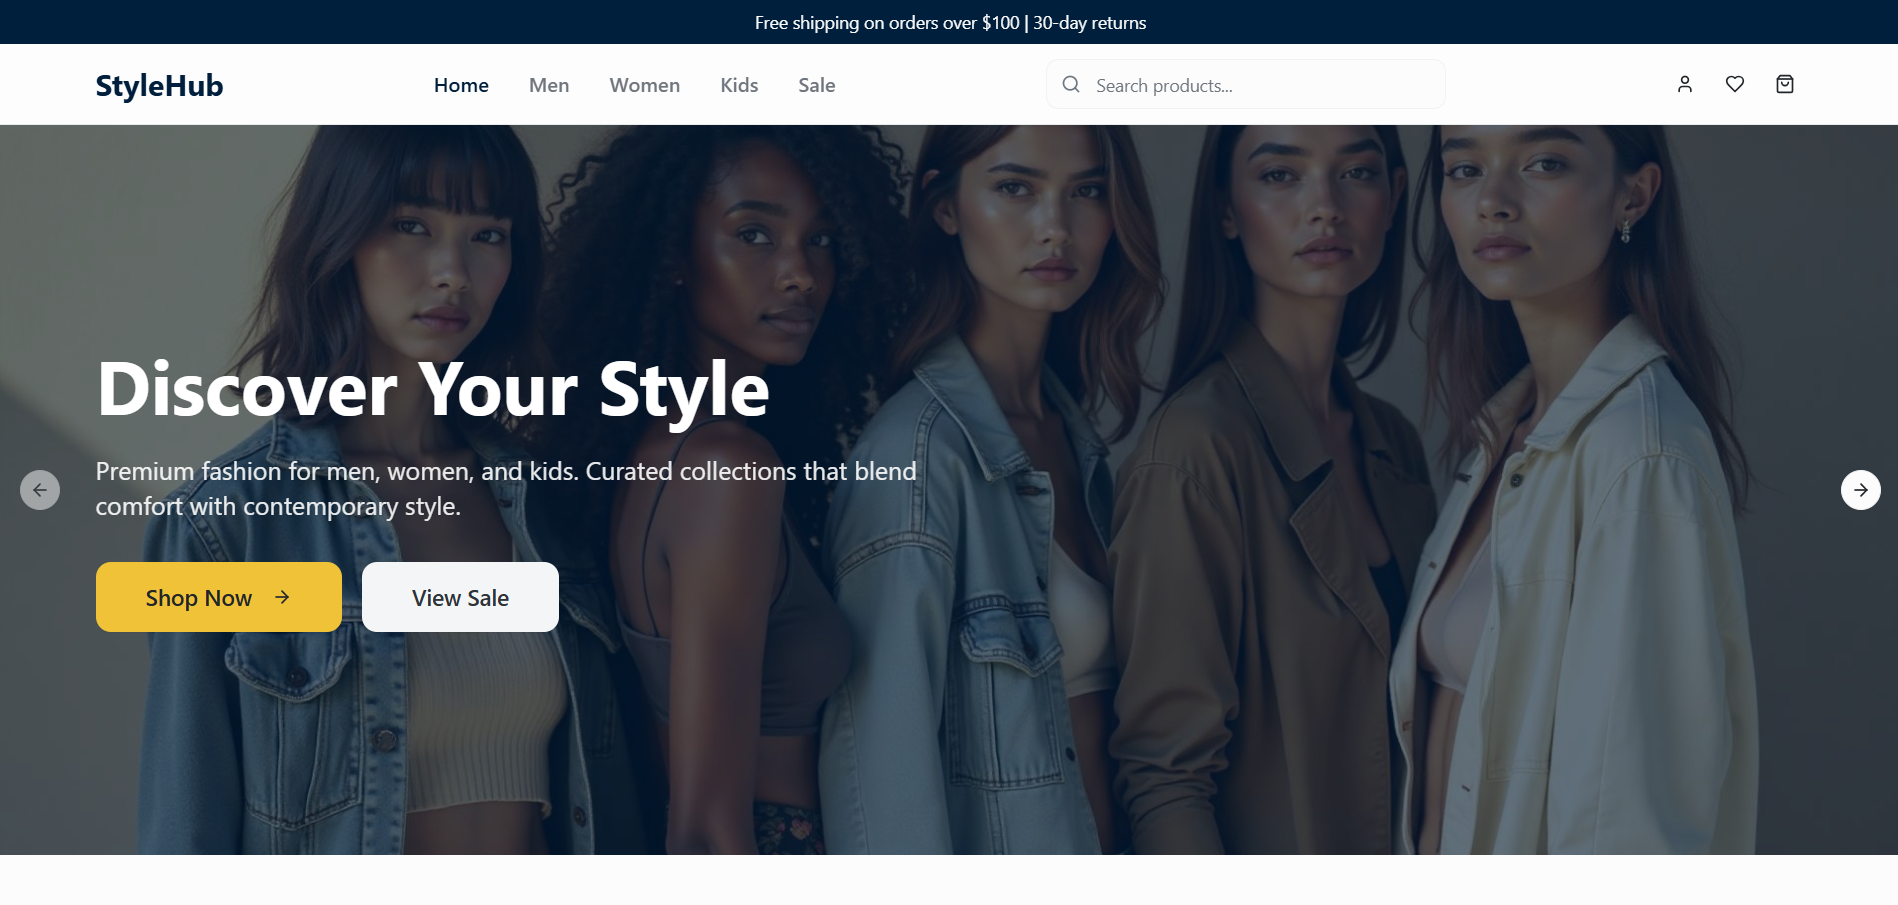 Free shipping on orders over $100 | 30-day returns
StyleHub
Home
Men
Women
Kids
Sale
Search products...
Discover Your Style
Premium fashion for men, women, and kids. Curated collections that blend
comfort with contemporary style.
Shop Now
View Sale